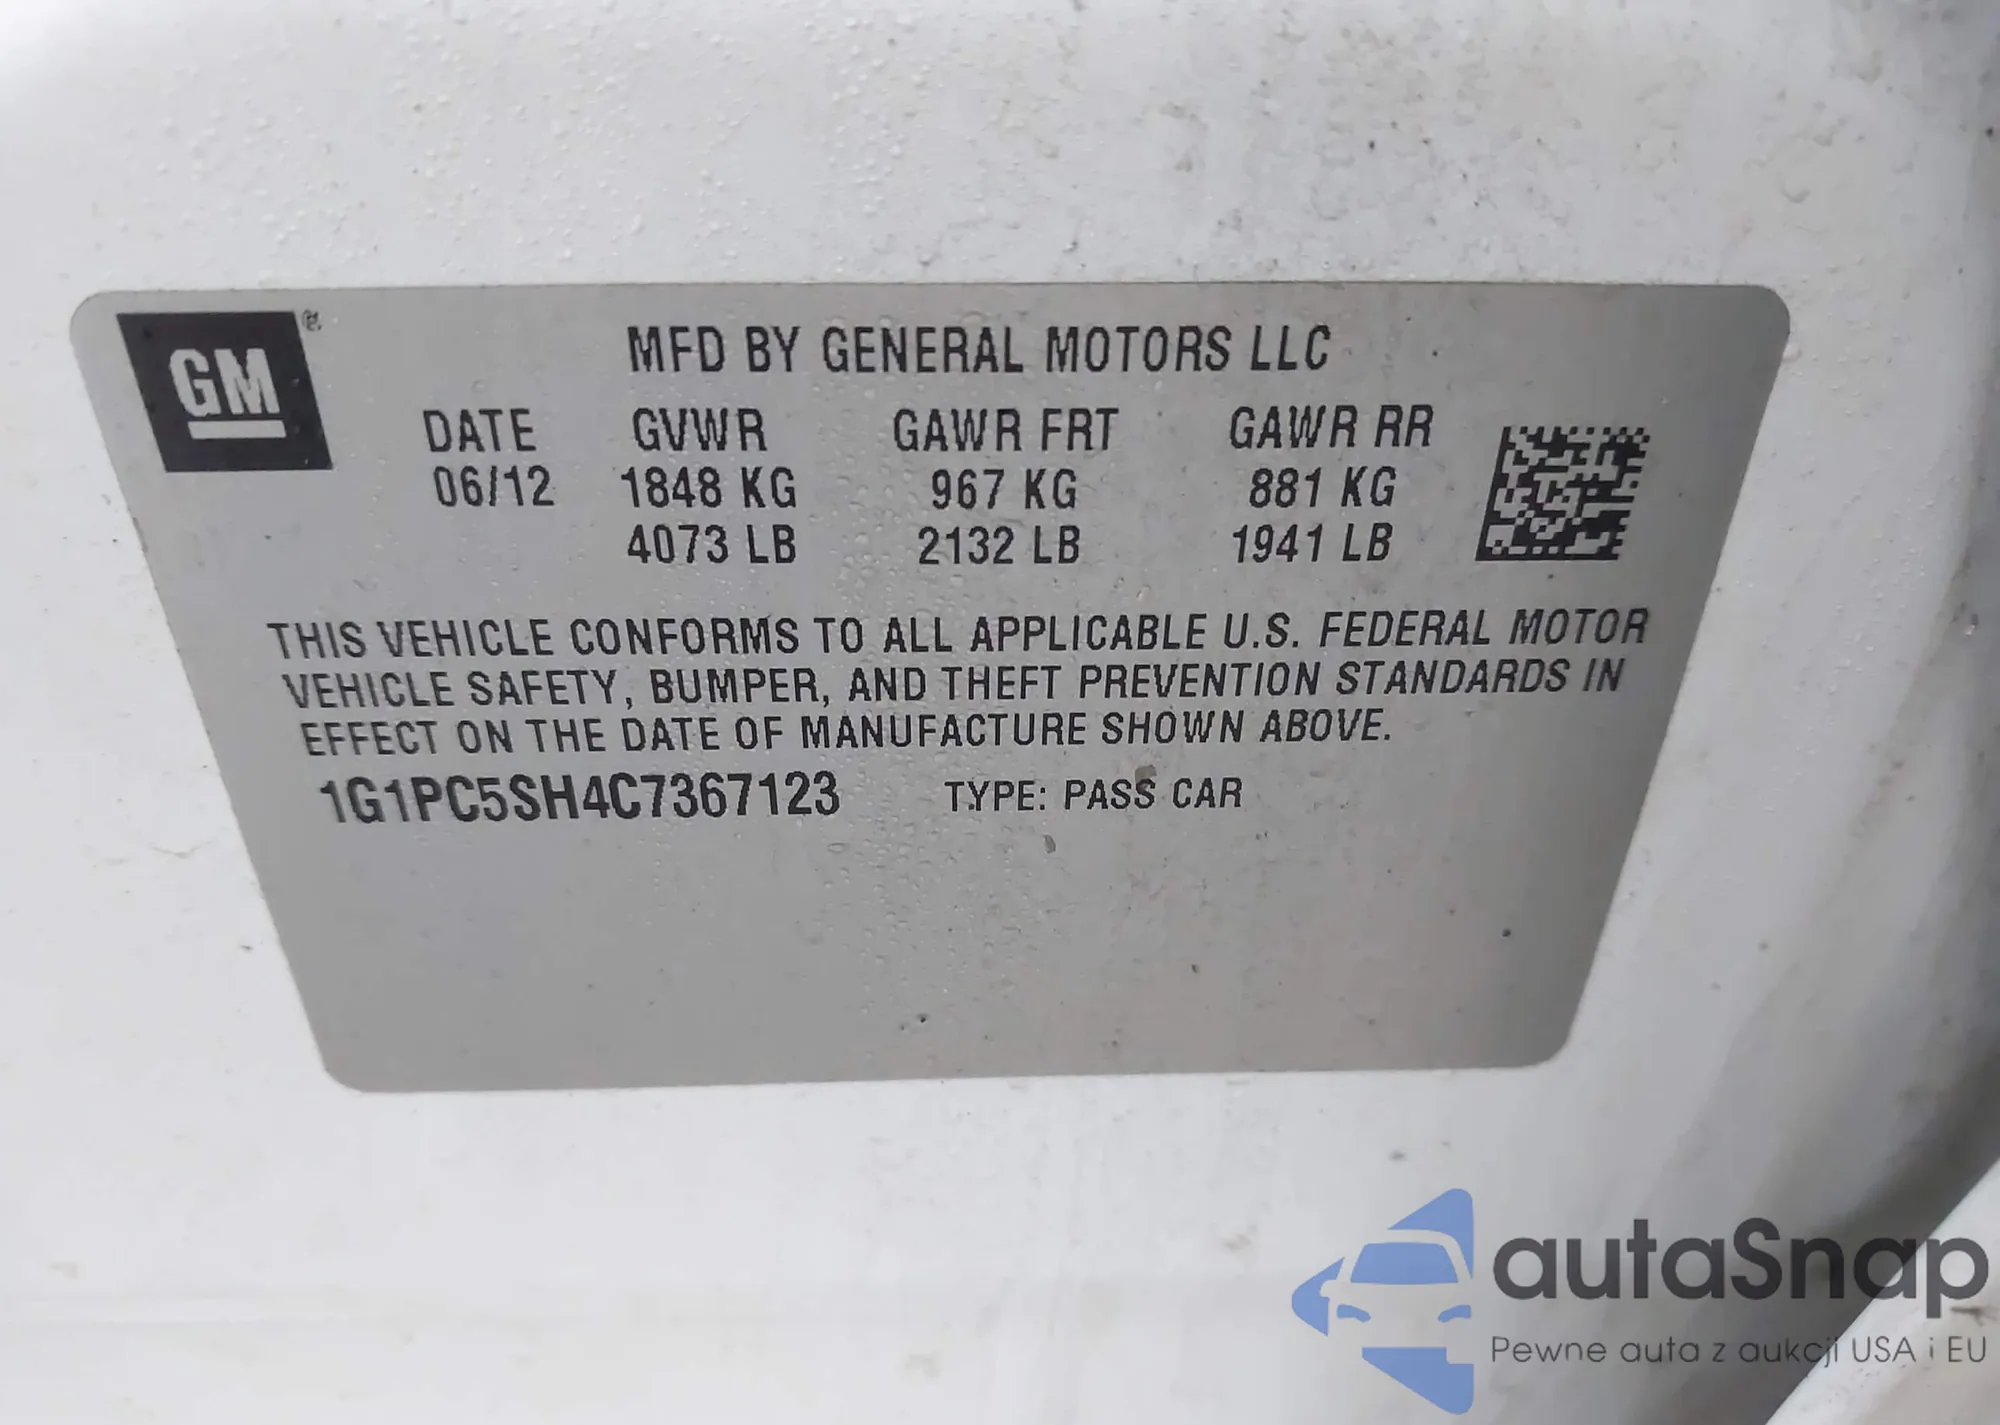 GM
MFD BY GENERAL MOTORS LLC
DATE GVWR GAWR FRT GAWR RR
06/12 1848 KG 967 KG 881 KG
4073 LB 2132 LB 1941 LB
THIS VEHICLE CONFORMS TO ALL APPLICABLE U.S. FEDERAL MOTOR
VEHICLE SAFETY, BUMPER, AND THEFT PREVENTION STANDARDS IN
EFFECT ON THE DATE OF MANUFACTURE SHOWN ABOVE.
1G1PC5SH4C7367123 TYPE: PASS CAR
autaSnap
Pewne auta z aukcji USA i EU